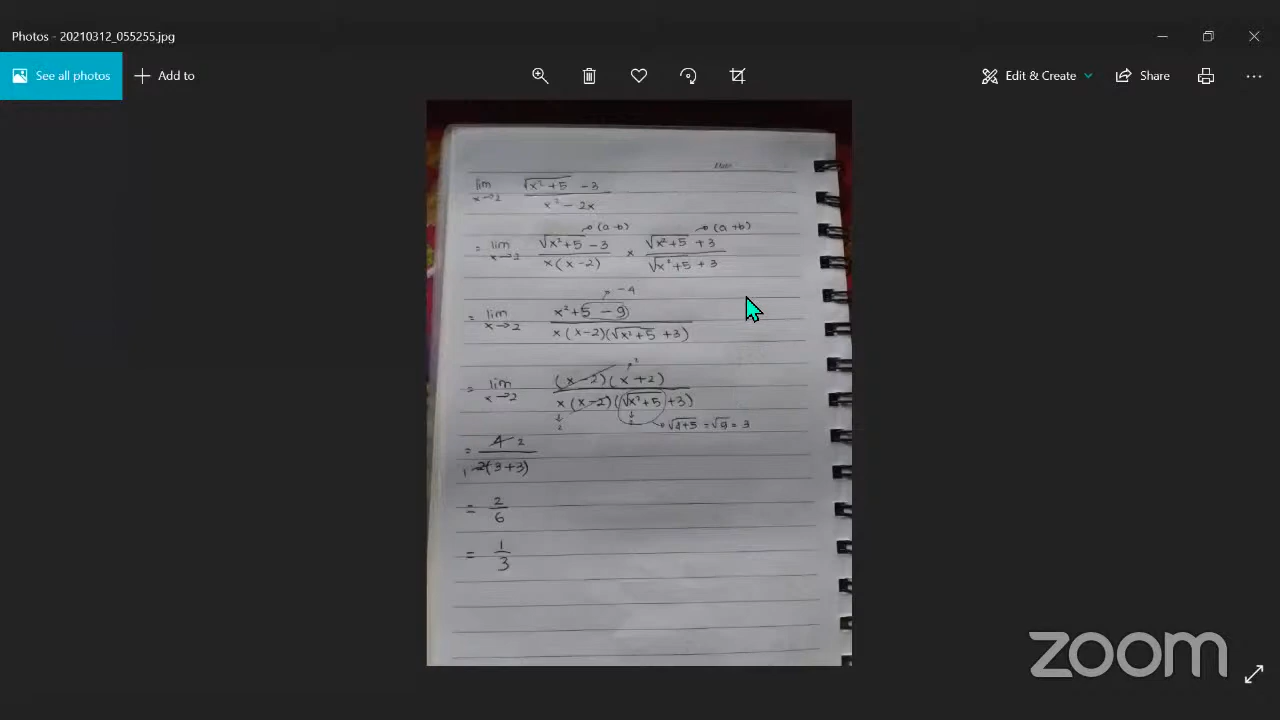 Photos - 20210312_055255.jpg
See all photos
Add to
Edit & Create
Share
Date
lim x→2 √x²+5 - 3 / x² - 2x
→(a-b) →(a+b)
= lim x→2 √x²+5 - 3 / x(x-2) × √x²+5 + 3 / √x²+5 + 3
→ -4
= lim x→2 x²+5 - 9 / x(x-2)(√x²+5 + 3)
= lim x→2 (x-2)(x+2) / x(x-2)(√x²+5 +3)
→ √4+5 = √9 = 3
= 4 2 / 1 2(3+3)
= 2/6
= 1/3
zoom